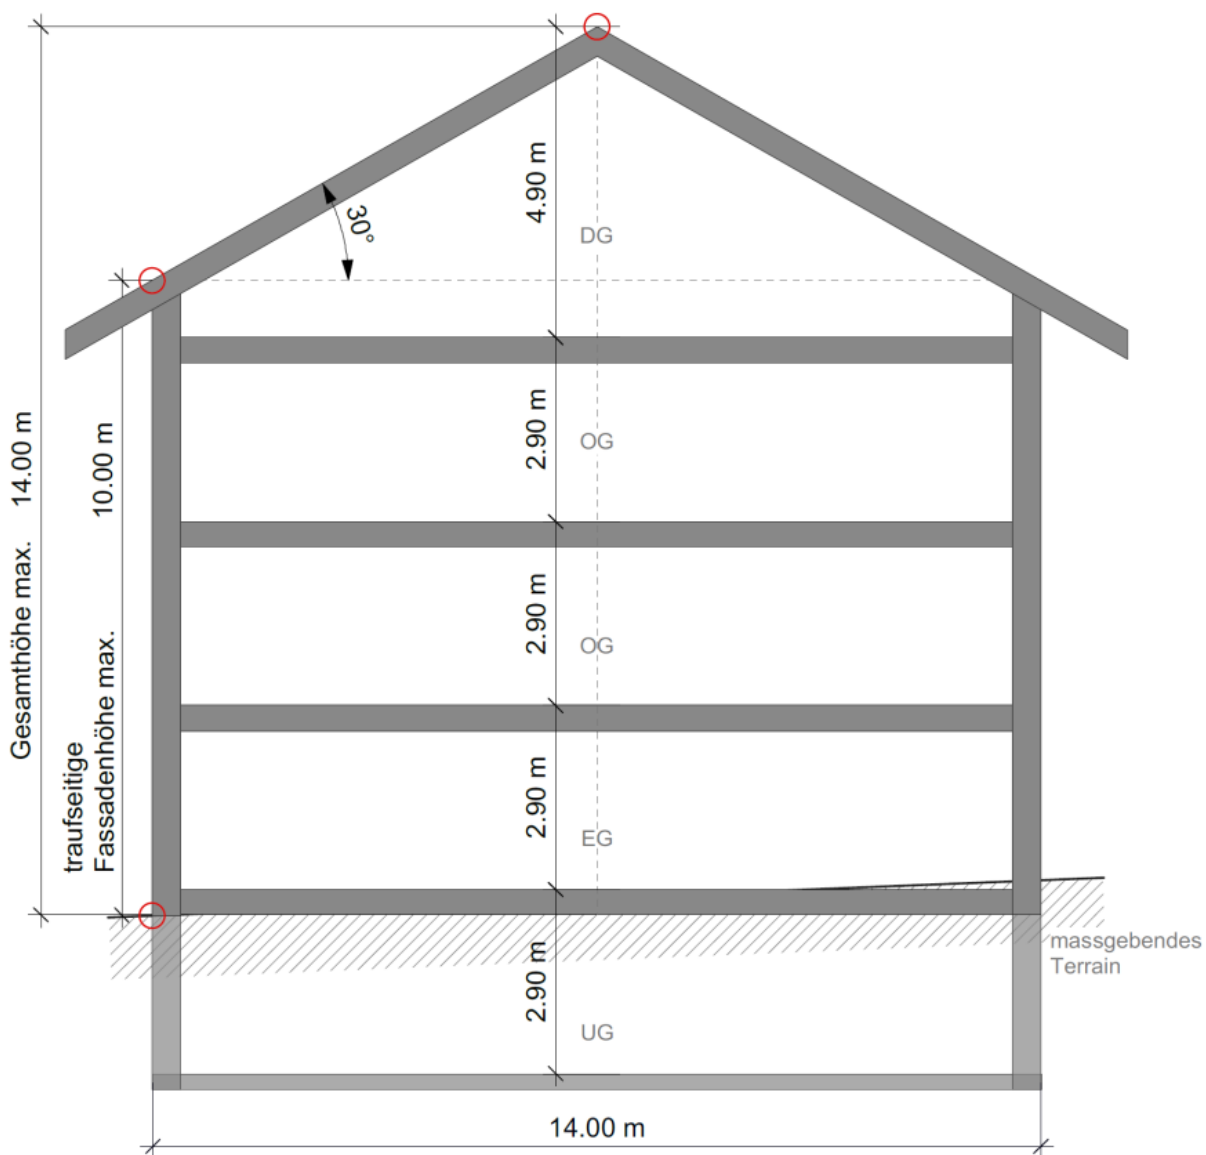 4.90 m
30°
DG
Gesamthöhe max. 14.00 m
10.00 m
traufseitige
Fassadenhöhe max.
2.90 m
OG
2.90 m
OG
2.90 m
EG
massgebendes
Terrain
2.90 m
UG
14.00 m